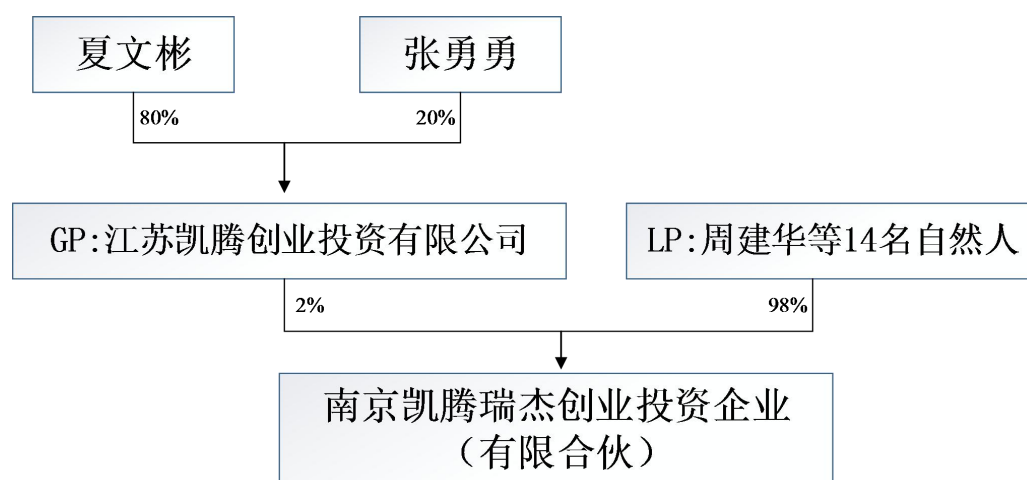 夏文彬
张勇勇
80%
20%
GP:江苏凯腾创业投资有限公司
LP:周建华等14名自然人
2%
98%
南京凯腾瑞杰创业投资企业
（有限合伙）